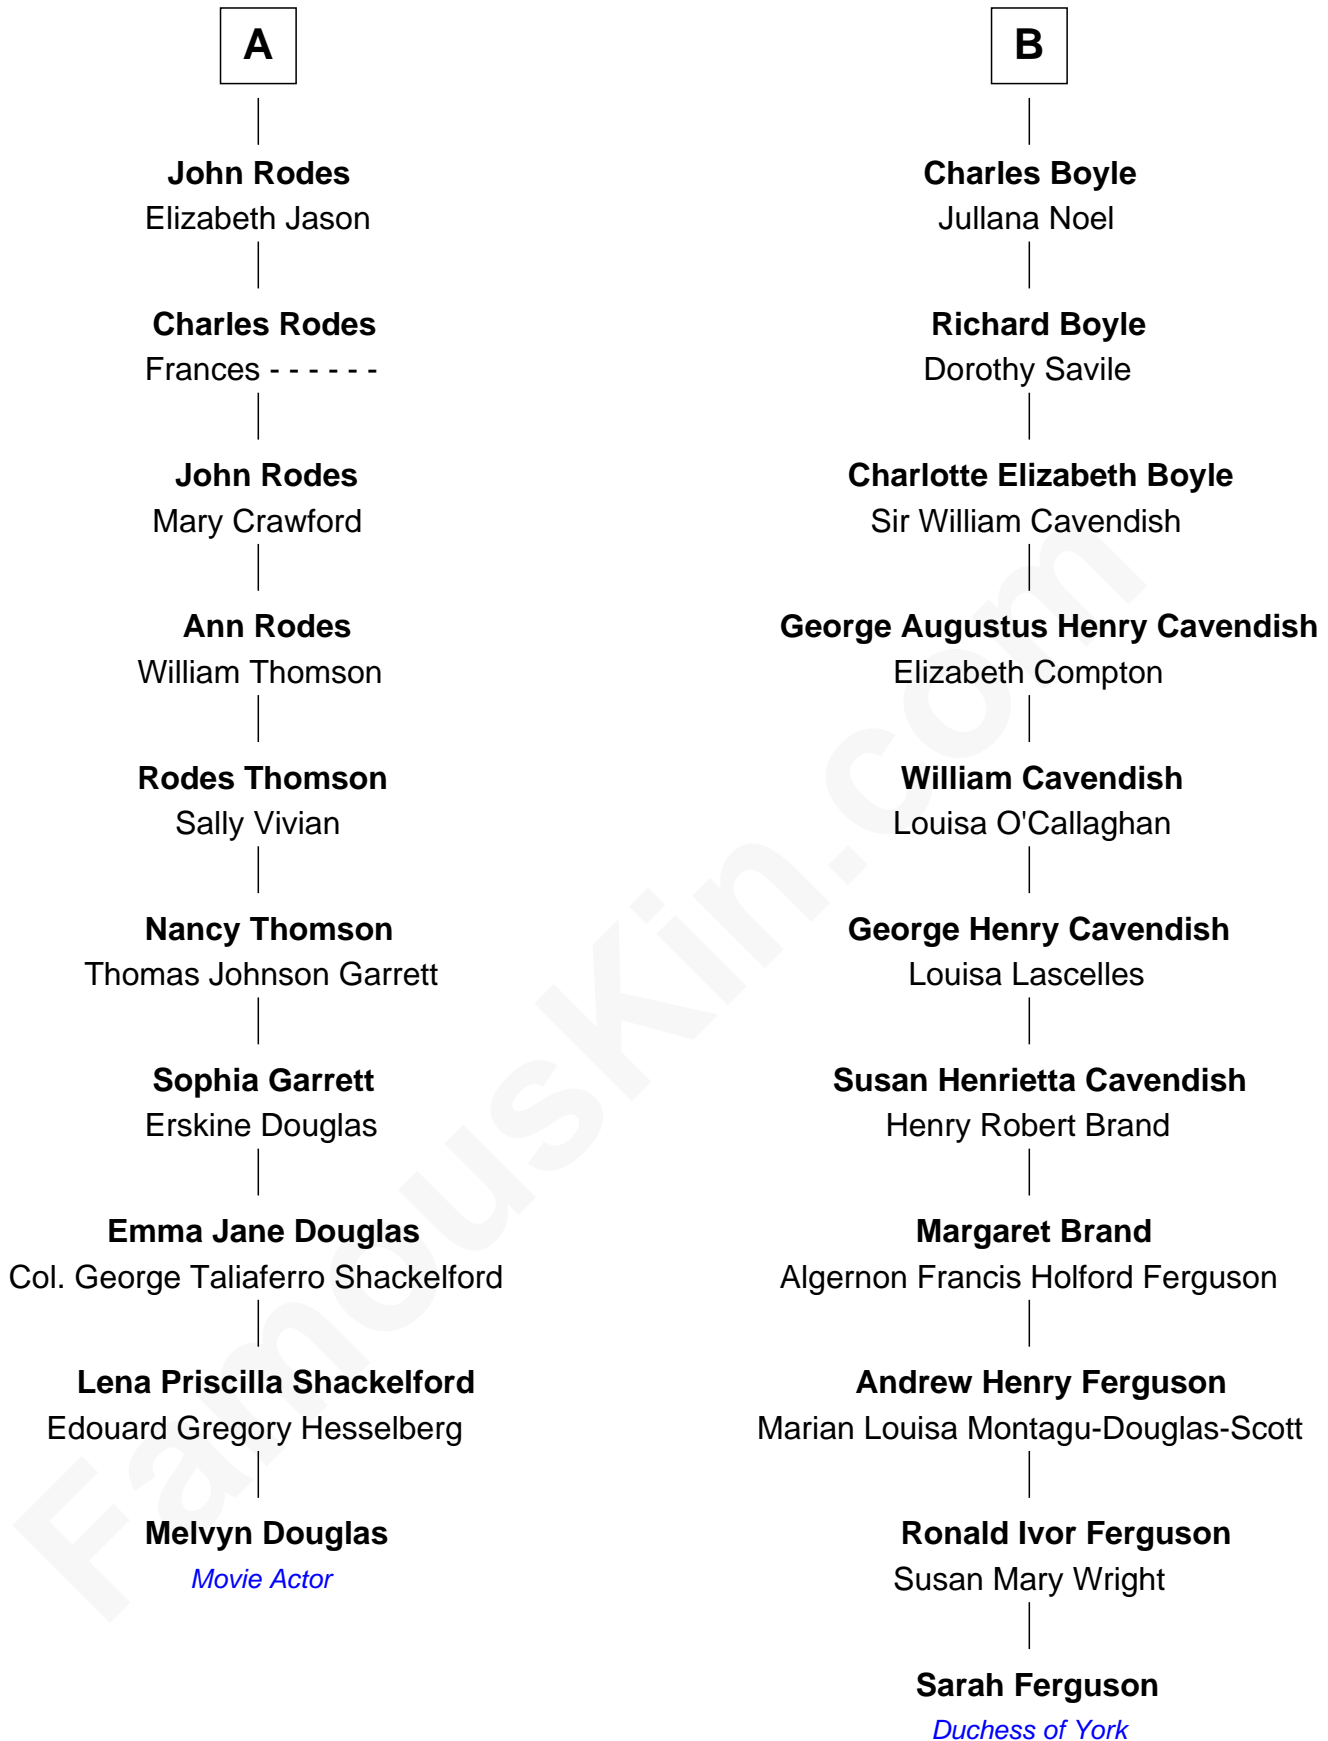 A
John Rodes
Elizabeth Jason
Charles Rodes
Frances - - - - - -
John Rodes
Mary Crawford
Ann Rodes
William Thomson
Rodes Thomson
Sally Vivian
Nancy Thomson
Thomas Johnson Garrett
Sophia Garrett
Erskine Douglas
Emma Jane Douglas
Col. George Taliaferro Shackelford
Lena Priscilla Shackelford
Edouard Gregory Hesselberg
Melvyn Douglas
Movie Actor
B
Charles Boyle
Jullana Noel
Richard Boyle
Dorothy Savile
Charlotte Elizabeth Boyle
Sir William Cavendish
George Augustus Henry Cavendish
Elizabeth Compton
William Cavendish
Louisa O'Callaghan
George Henry Cavendish
Louisa Lascelles
Susan Henrietta Cavendish
Henry Robert Brand
Margaret Brand
Algernon Francis Holford Ferguson
Andrew Henry Ferguson
Marian Louisa Montagu-Douglas-Scott
Ronald Ivor Ferguson
Susan Mary Wright
Sarah Ferguson
Duchess of York
FamousKin.com